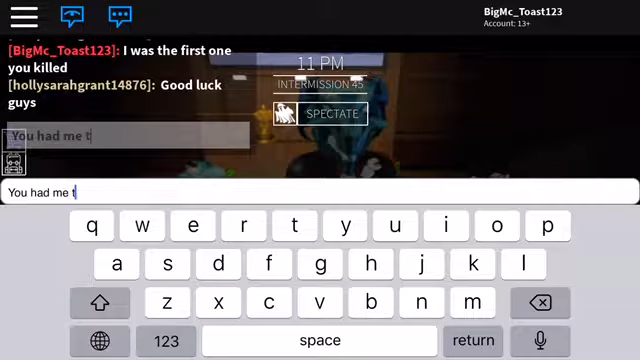 BigMc_Toast123
Account: 13+
[BigMc_Toast123]: I was the first one
you killed
[hollysarahgrant14876]: Good luck
guys
11 PM
INTERMISSION 45
SPECTATE
You had me t
You had me t
q w e r t y u i o p
a s d f g h j k l
z x c v b n m
123 space return